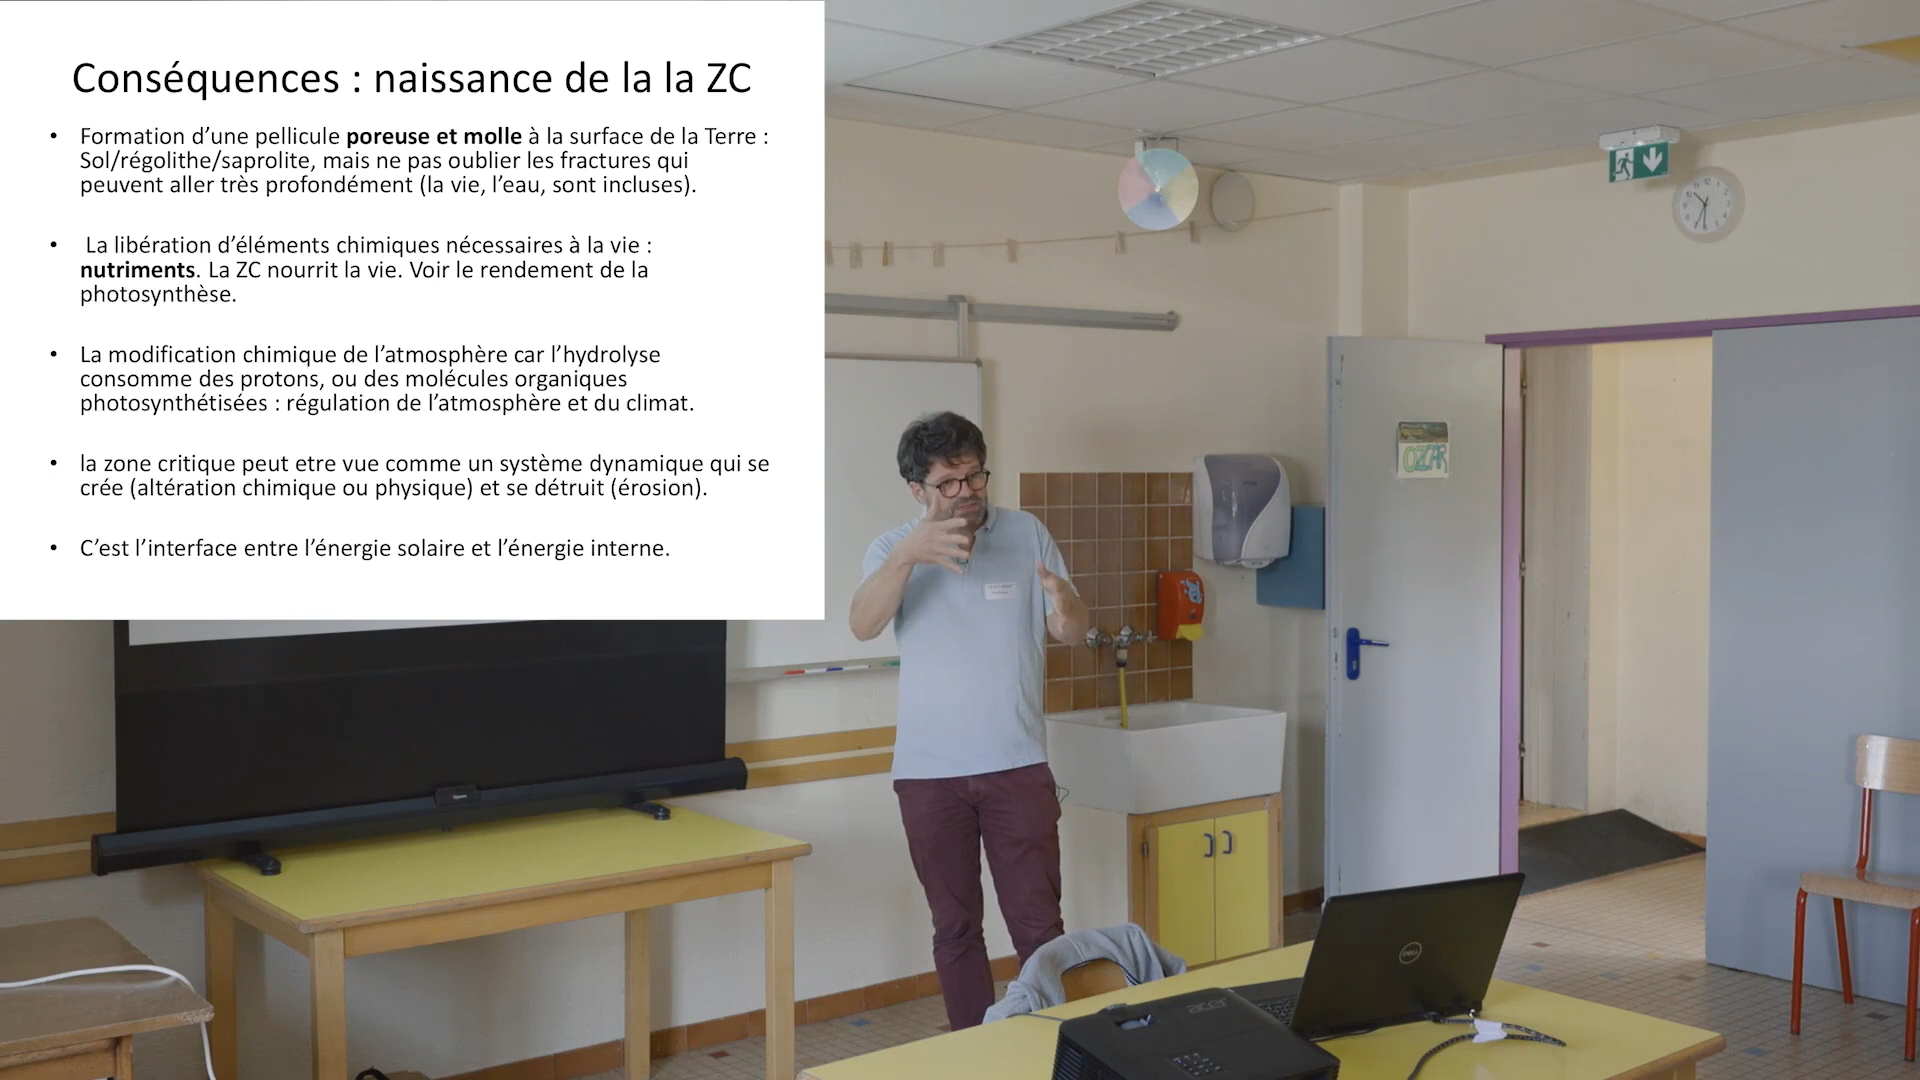 Conséquences : naissance de la la ZC
• Formation d’une pellicule poreuse et molle à la surface de la Terre :
Sol/régolithe/saprolite, mais ne pas oublier les fractures qui
peuvent aller très profondément (la vie, l’eau, sont incluses).
• La libération d’éléments chimiques nécessaires à la vie :
nutriments. La ZC nourrit la vie. Voir le rendement de la
photosynthèse.
• La modification chimique de l’atmosphère car l’hydrolyse
consomme des protons, ou des molécules organiques
photosynthétisées : régulation de l’atmosphère et du climat.
• la zone critique peut etre vue comme un système dynamique qui se
crée (altération chimique ou physique) et se détruit (érosion).
• C’est l’interface entre l’énergie solaire et l’énergie interne.
OZCAR
DELL
acer